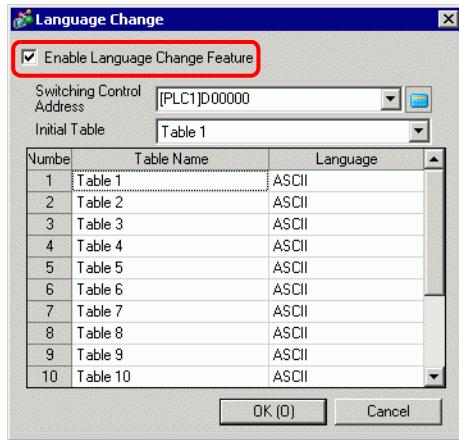 Language Change
Enable Language Change Feature
Switching Control
Address
[PLC1]D00000
Initial Table
Table 1
Numbe Table Name Language
1 Table 1 ASCII
2 Table 2 ASCII
3 Table 3 ASCII
4 Table 4 ASCII
5 Table 5 ASCII
6 Table 6 ASCII
7 Table 7 ASCII
8 Table 8 ASCII
9 Table 9 ASCII
10 Table 10 ASCII
OK (O) Cancel